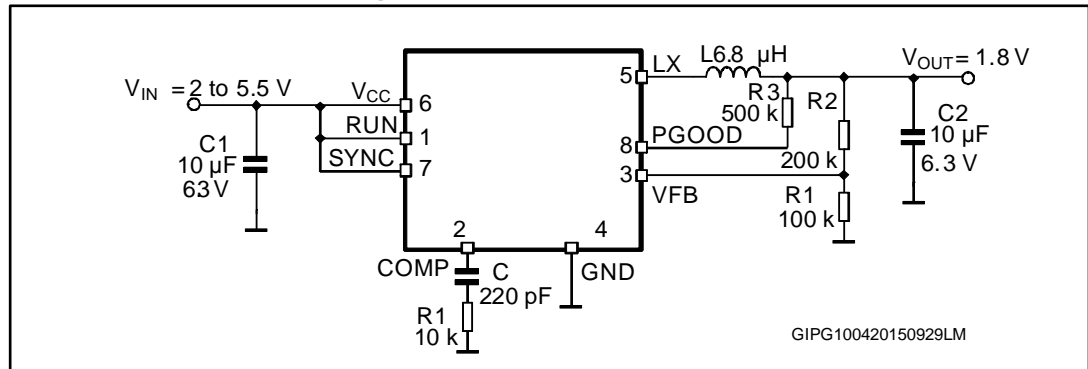 V_IN = 2 to 5.5 V
C1
10 µF
63 V
V_CC
RUN
SYNC
6
1
7
2
4
COMP
GND
C
220 pF
R1
10 k
5
8
3
LX
PGOOD
VFB
L6.8 µH
R3
500 k
R2
200 k
R1
100 k
V_OUT = 1.8 V
C2
10 µF
6.3 V
GIPG100420150929LM